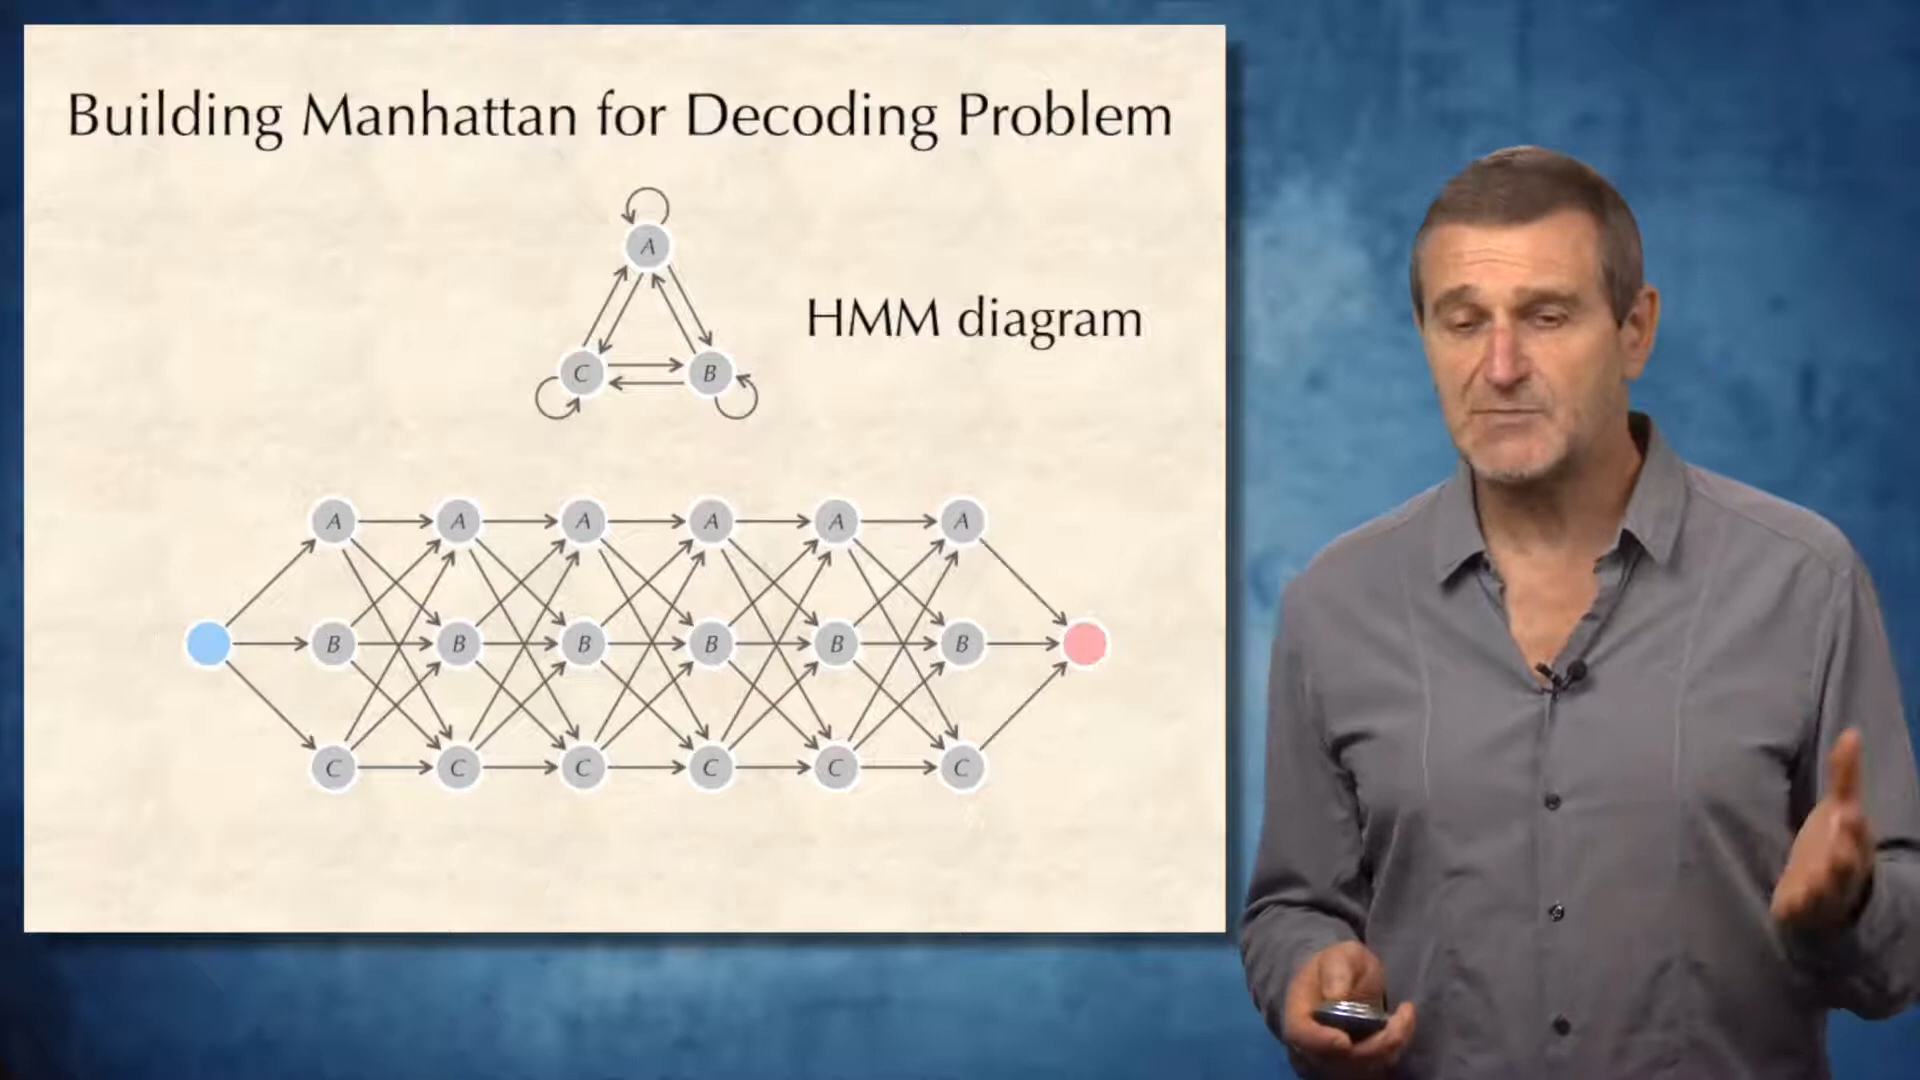 Building Manhattan for Decoding Problem
A
HMM diagram
C B
A A A A A A
B B B B B B
C C C C C C